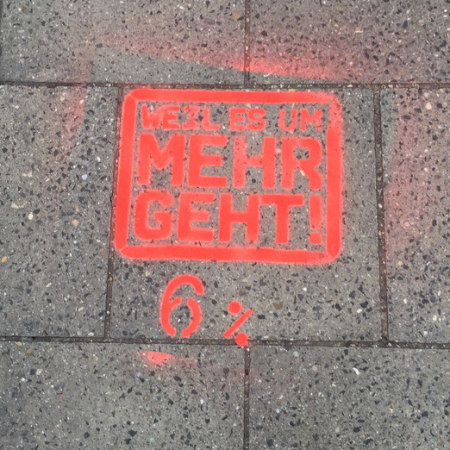 WEIL ES UM
MEHR
GEHT!
6 %